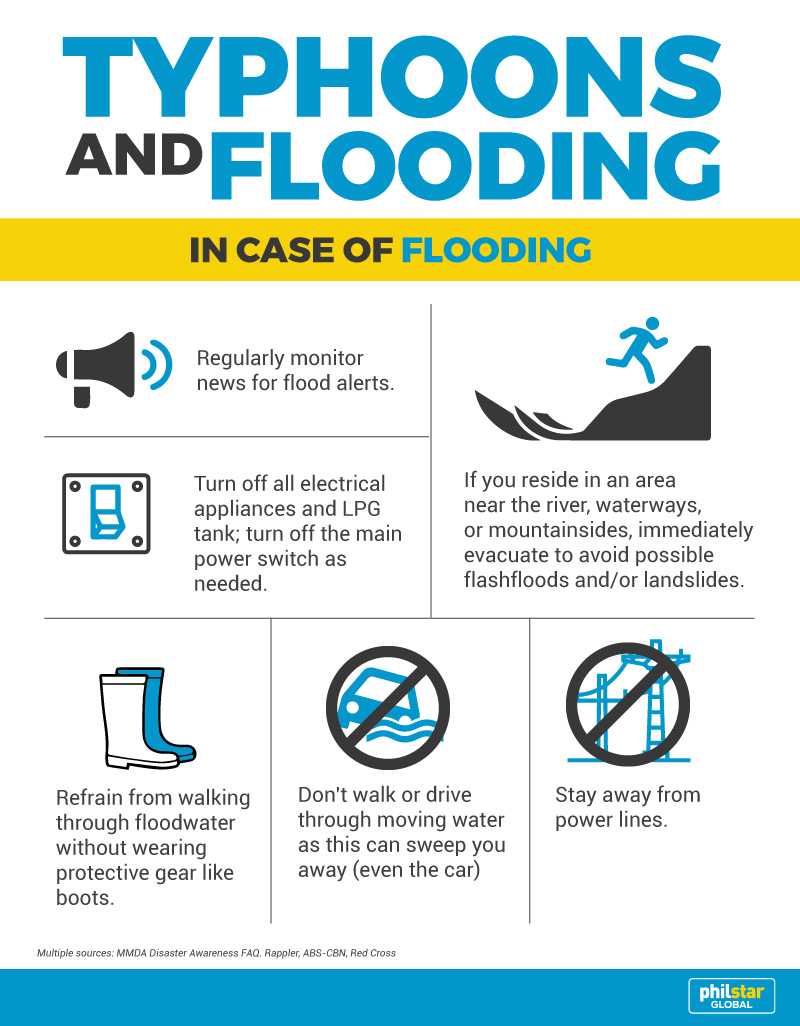 TYPHOONS
AND FLOODING
IN CASE OF FLOODING
Regularly monitor
news for flood alerts.
Turn off all electrical
appliances and LPG
tank; turn off the main
power switch as
needed.
If you reside in an area
near the river, waterways,
or mountainsides, immediately
evacuate to avoid possible
flashfloods and/or landslides.
Refrain from walking
through floodwater
without wearing
protective gear like
boots.
Don't walk or drive
through moving water
as this can sweep you
away (even the car)
Stay away from
power lines.
Multiple sources: MMDA Disaster Awareness FAQ. Rappler, ABS-CBN, Red Cross
philstar
GLOBAL